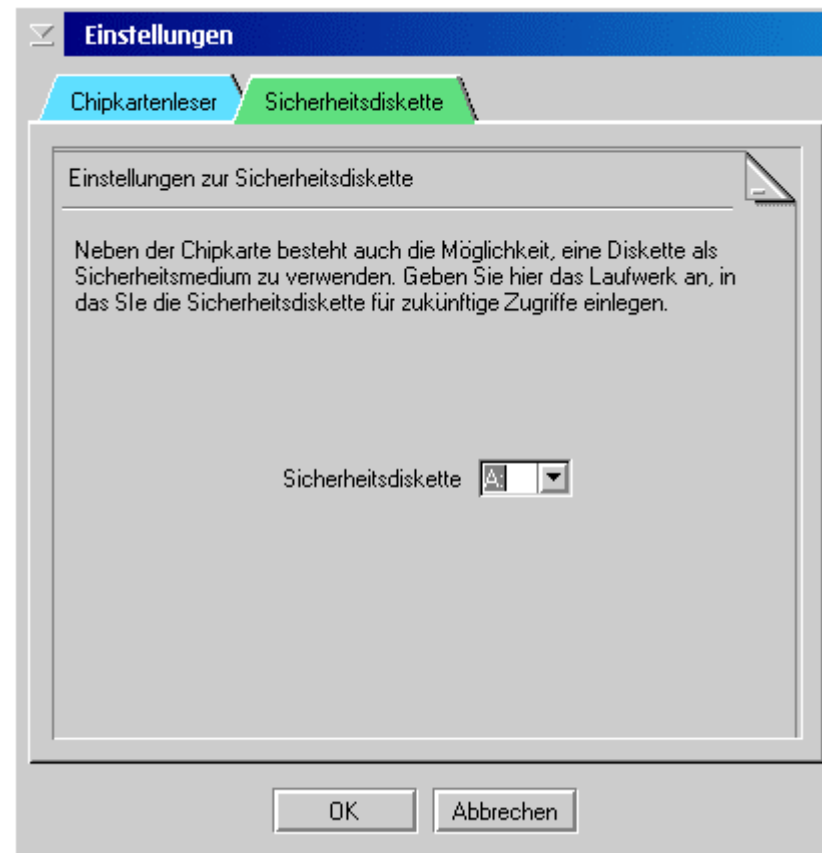 Einstellungen
Chipkartenleser Sicherheitsdiskette
Einstellungen zur Sicherheitsdiskette
Neben der Chipkarte besteht auch die Möglichkeit, eine Diskette als
Sicherheitsmedium zu verwenden. Geben Sie hier das Laufwerk an, in
das SIe die Sicherheitsdiskette für zukünftige Zugriffe einlegen.
Sicherheitsdiskette A:
OK Abbrechen